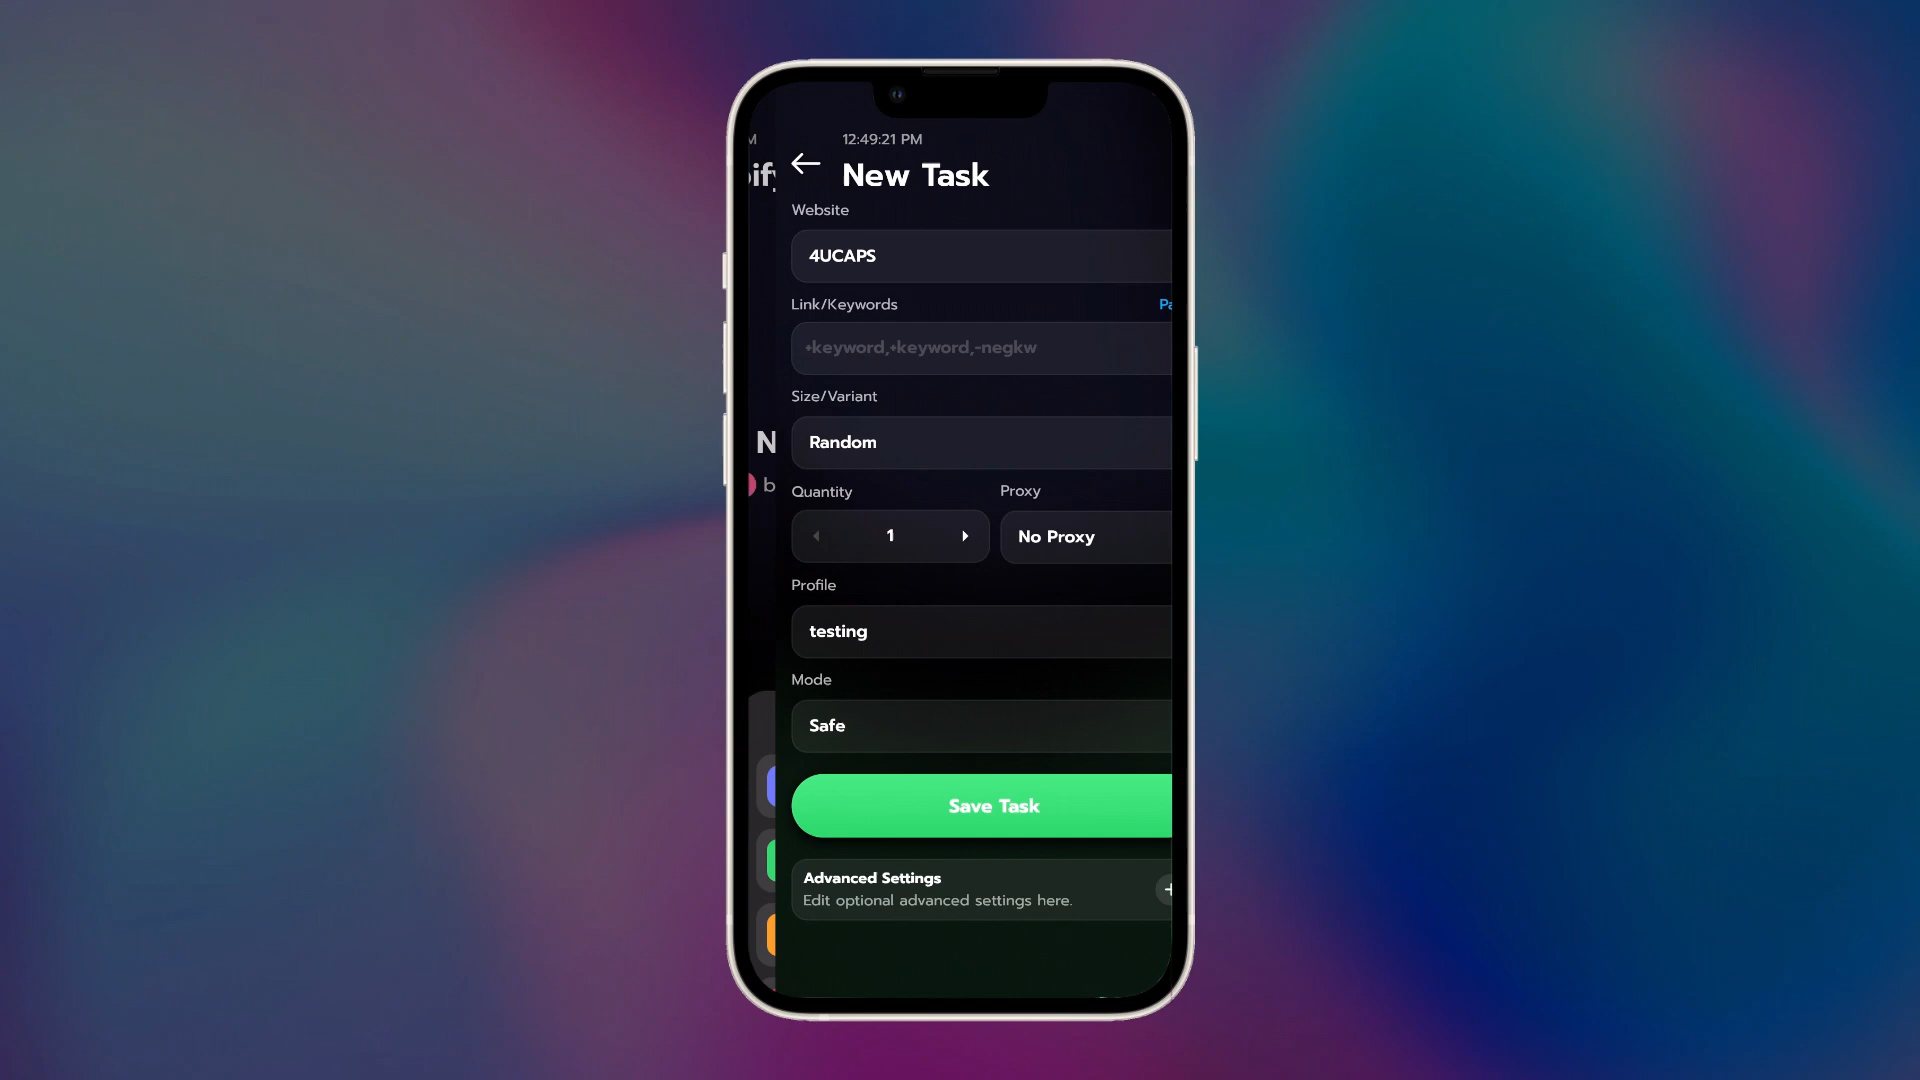 12:49:21 PM
New Task
Website
4UCAPS
Link/Keywords
+keyword,+keyword,-negkw
Size/Variant
Random
Quantity
Proxy
1
No Proxy
Profile
testing
Mode
Safe
Save Task
Advanced Settings
Edit optional advanced settings here.